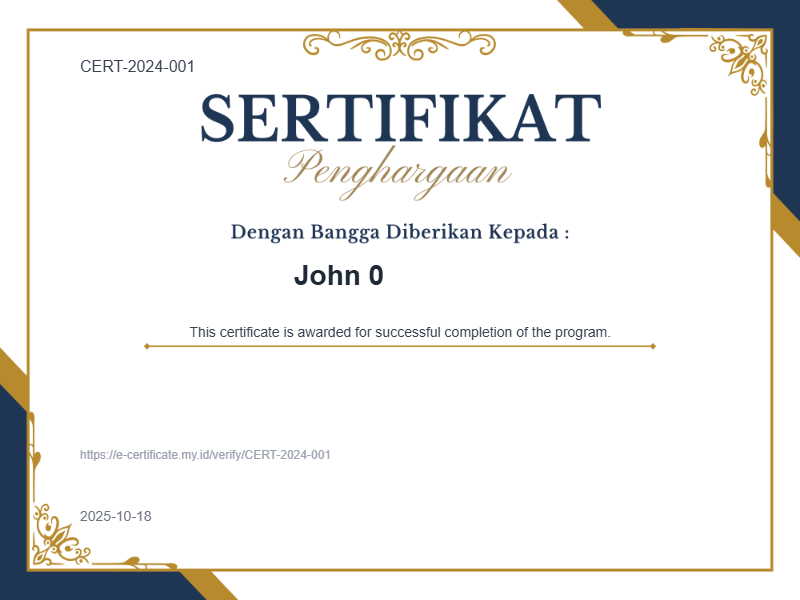 CERT-2024-001
SERTIFIKAT
Penghargaan
Dengan Bangga Diberikan Kepada :
John 0
This certificate is awarded for successful completion of the program.
https://e-certificate.my.id/verify/CERT-2024-001
2025-10-18